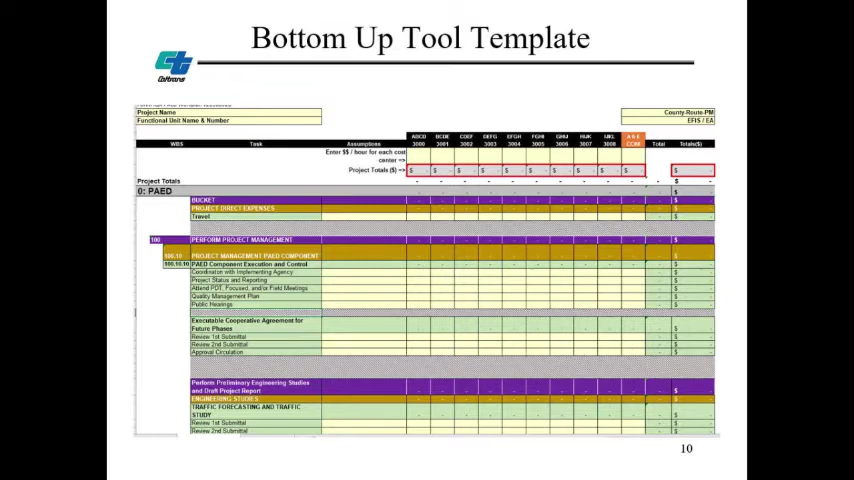 Bottom Up Tool Template
Caltrans
Project Name County-Route-PM
Functional Unit Name & Number EFIS / EA
ABCD BCDE CDEF DEFG EFGH FGHI GHIJ HIJK IJKL A & E
WBS Task Assumptions 3000 3001 3002 3003 3004 3005 3006 3007 3008 CON# Total Totals($)
Enter $$ / hour for each cost
center =>
Project Totals ($) => $ - $ - $ - $ - $ - $ - $ - $ - $ - $ - $ -
Project Totals - - - - - - - - - - - $ -
0: PAED - - - - - - - - - - - $ -
BUCKET - - - - - - - - - - - $ -
PROJECT DIRECT EXPENSES - - - - - - - - - - - $ -
Travel - $ -
100 PERFORM PROJECT MANAGEMENT - - - - - - - - - - - $ -
100.10 PROJECT MANAGEMENT PAED COMPONENT - - - - - - - - - - - $ -
100.10.10 PAED Component Execution and Control - - - - - - - - - - - $ -
Coordination with Implementing Agency - $ -
Project Status and Reporting - $ -
Attend PDT, Focused, and/or Field Meetings - $ -
Quality Management Plan - $ -
Public Hearings - $ -
Executable Cooperative Agreement for
Future Phases - - - - - - - - - - - $ -
Review 1st Submittal - $ -
Review 2nd Submittal - $ -
Approval Circulation - $ -
Perform Preliminary Engineering Studies
and Draft Project Report - - - - - - - - - - - $ -
ENGINEERING STUDIES - - - - - - - - - - - $ -
TRAFFIC FORECASTING AND TRAFFIC
STUDY - - - - - - - - - - - $ -
Review 1st Submittal - $ -
Review 2nd Submittal - $ -
10